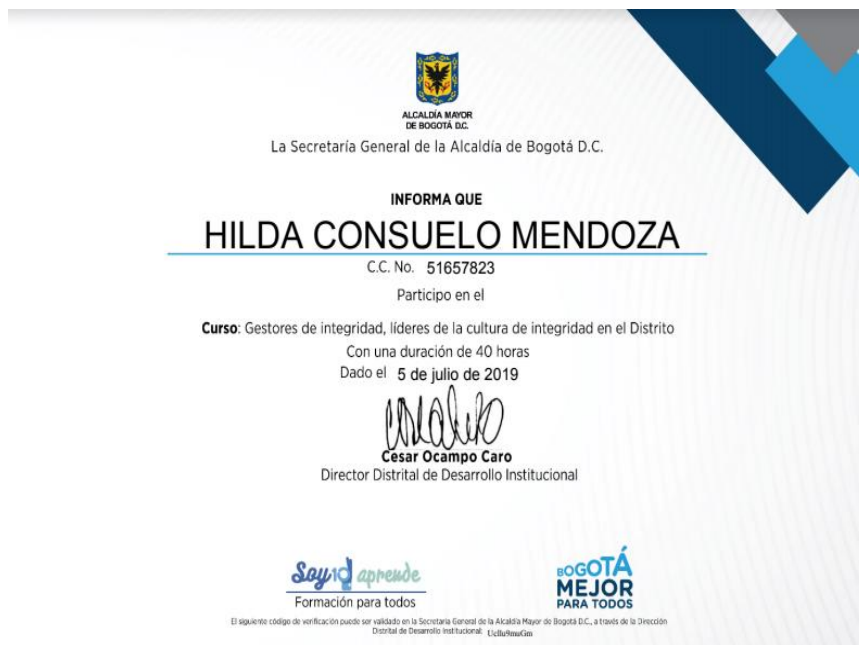 ALCALDÍA MAYOR
DE BOGOTÁ D.C.
La Secretaría General de la Alcaldía de Bogotá D.C.
INFORMA QUE
HILDA CONSUELO MENDOZA
C.C. No. 51657823
Participo en el
Curso: Gestores de integridad, líderes de la cultura de integridad en el Distrito
Con una duración de 40 horas
Dado el 5 de julio de 2019
Cesar Ocampo Caro
Director Distrital de Desarrollo Institucional
Soy10 aprende
Formación para todos
BOGOTÁ
MEJOR
PARA TODOS
El siguiente código de verificación puede ser validado en la Secretaria General de la Alcaldía Mayor de Bogotá D.C., a través de la Dirección
Distrital de Desarrollo Institucional: